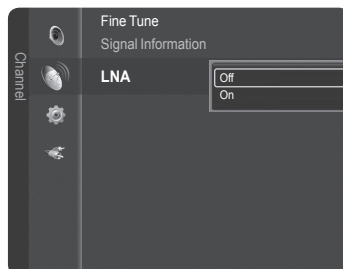 Channel
Fine Tune
Signal Information
LNA
Off
On